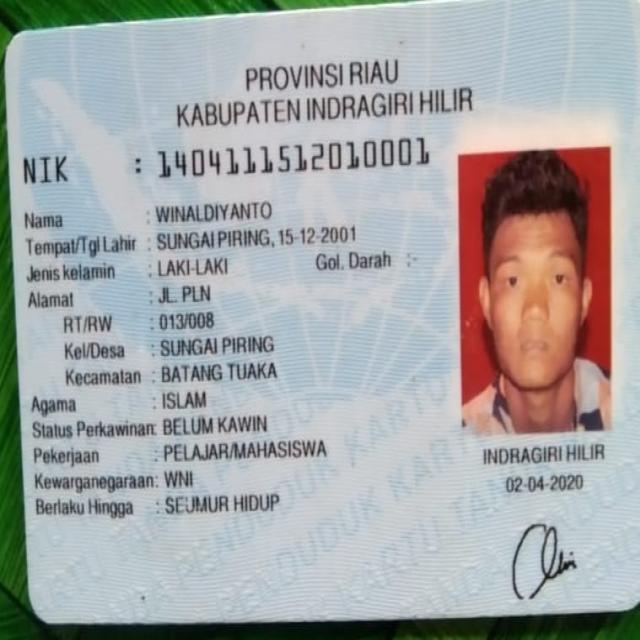 PROVINSI RIAU
KABUPATEN INDRAGIRI HILIR
NIK : 1404111512010001
Nama : WINALDIYANTO
Tempat/Tgl Lahir : SUNGAI PIRING, 15-12-2001
Jenis kelamin : LAKI-LAKI Gol. Darah :-
Alamat : JL. PLN
RT/RW : 013/008
Kel/Desa : SUNGAI PIRING
Kecamatan : BATANG TUAKA
Agama : ISLAM
Status Perkawinan: BELUM KAWIN
Pekerjaan : PELAJAR/MAHASISWA
Kewarganegaraan: WNI
Berlaku Hingga : SEUMUR HIDUP
INDRAGIRI HILIR
02-04-2020